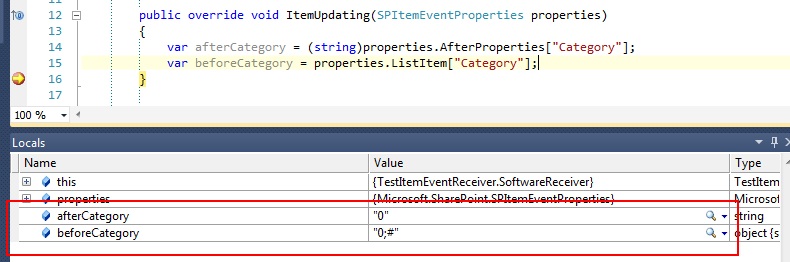 12 public override void ItemUpdating(SPItemEventProperties properties)
13 {
14 var afterCategory = (string)properties.AfterProperties["Category"];
15 var beforeCategory = properties.ListItem["Category"];
16 }
17
100 %
Locals
Name Value Type
this {TestItemEventReceiver.SoftwareReceiver} TestItem
properties {Microsoft.SharePoint.SPItemEventProperties} Micros
afterCategory "0" string
beforeCategory "0;#" object {s